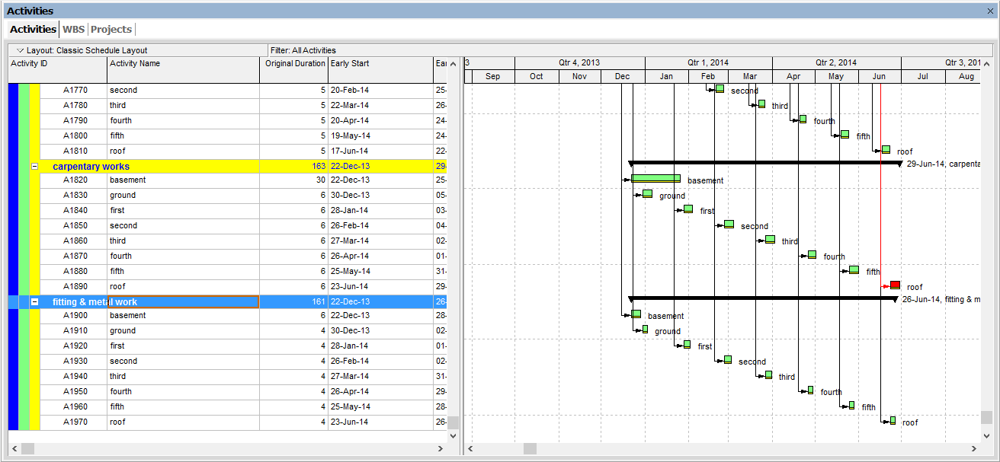 Activities
Activities WBS Projects
Layout: Classic Schedule Layout Filter: All Activities
Activity ID Activity Name Original Duration Early Start Ear
3 Qtr 4, 2013 Qtr 1, 2014 Qtr 2, 2014 Qtr 3, 201
Sep Oct Nov Dec Jan Feb Mar Apr May Jun Jul Aug
A1770 second 5 20-Feb-14 25- second
A1780 third 5 22-Mar-14 26- third
A1790 fourth 5 20-Apr-14 24- fourth
A1800 fifth 5 19-May-14 24- fifth
A1810 roof 5 17-Jun-14 22- roof
carpentary works 163 22-Dec-13 29- 29-Jun-14, carpenta
A1820 basement 30 22-Dec-13 25- basement
A1830 ground 6 30-Dec-13 05- ground
A1840 first 6 28-Jan-14 03- first
A1850 second 6 26-Feb-14 04- second
A1860 third 6 27-Mar-14 02- third
A1870 fourth 6 26-Apr-14 01- fourth
A1880 fifth 6 25-May-14 31- fifth
A1890 roof 6 23-Jun-14 29- roof
fitting & metal work 161 22-Dec-13 26- 26-Jun-14, fitting & m
A1900 basement 6 22-Dec-13 28- basement
A1910 ground 4 30-Dec-13 02- ground
A1920 first 4 28-Jan-14 01- first
A1930 second 4 26-Feb-14 02- second
A1940 third 4 27-Mar-14 31- third
A1950 fourth 4 26-Apr-14 29- fourth
A1960 fifth 4 25-May-14 28- fifth
A1970 roof 4 23-Jun-14 26- roof